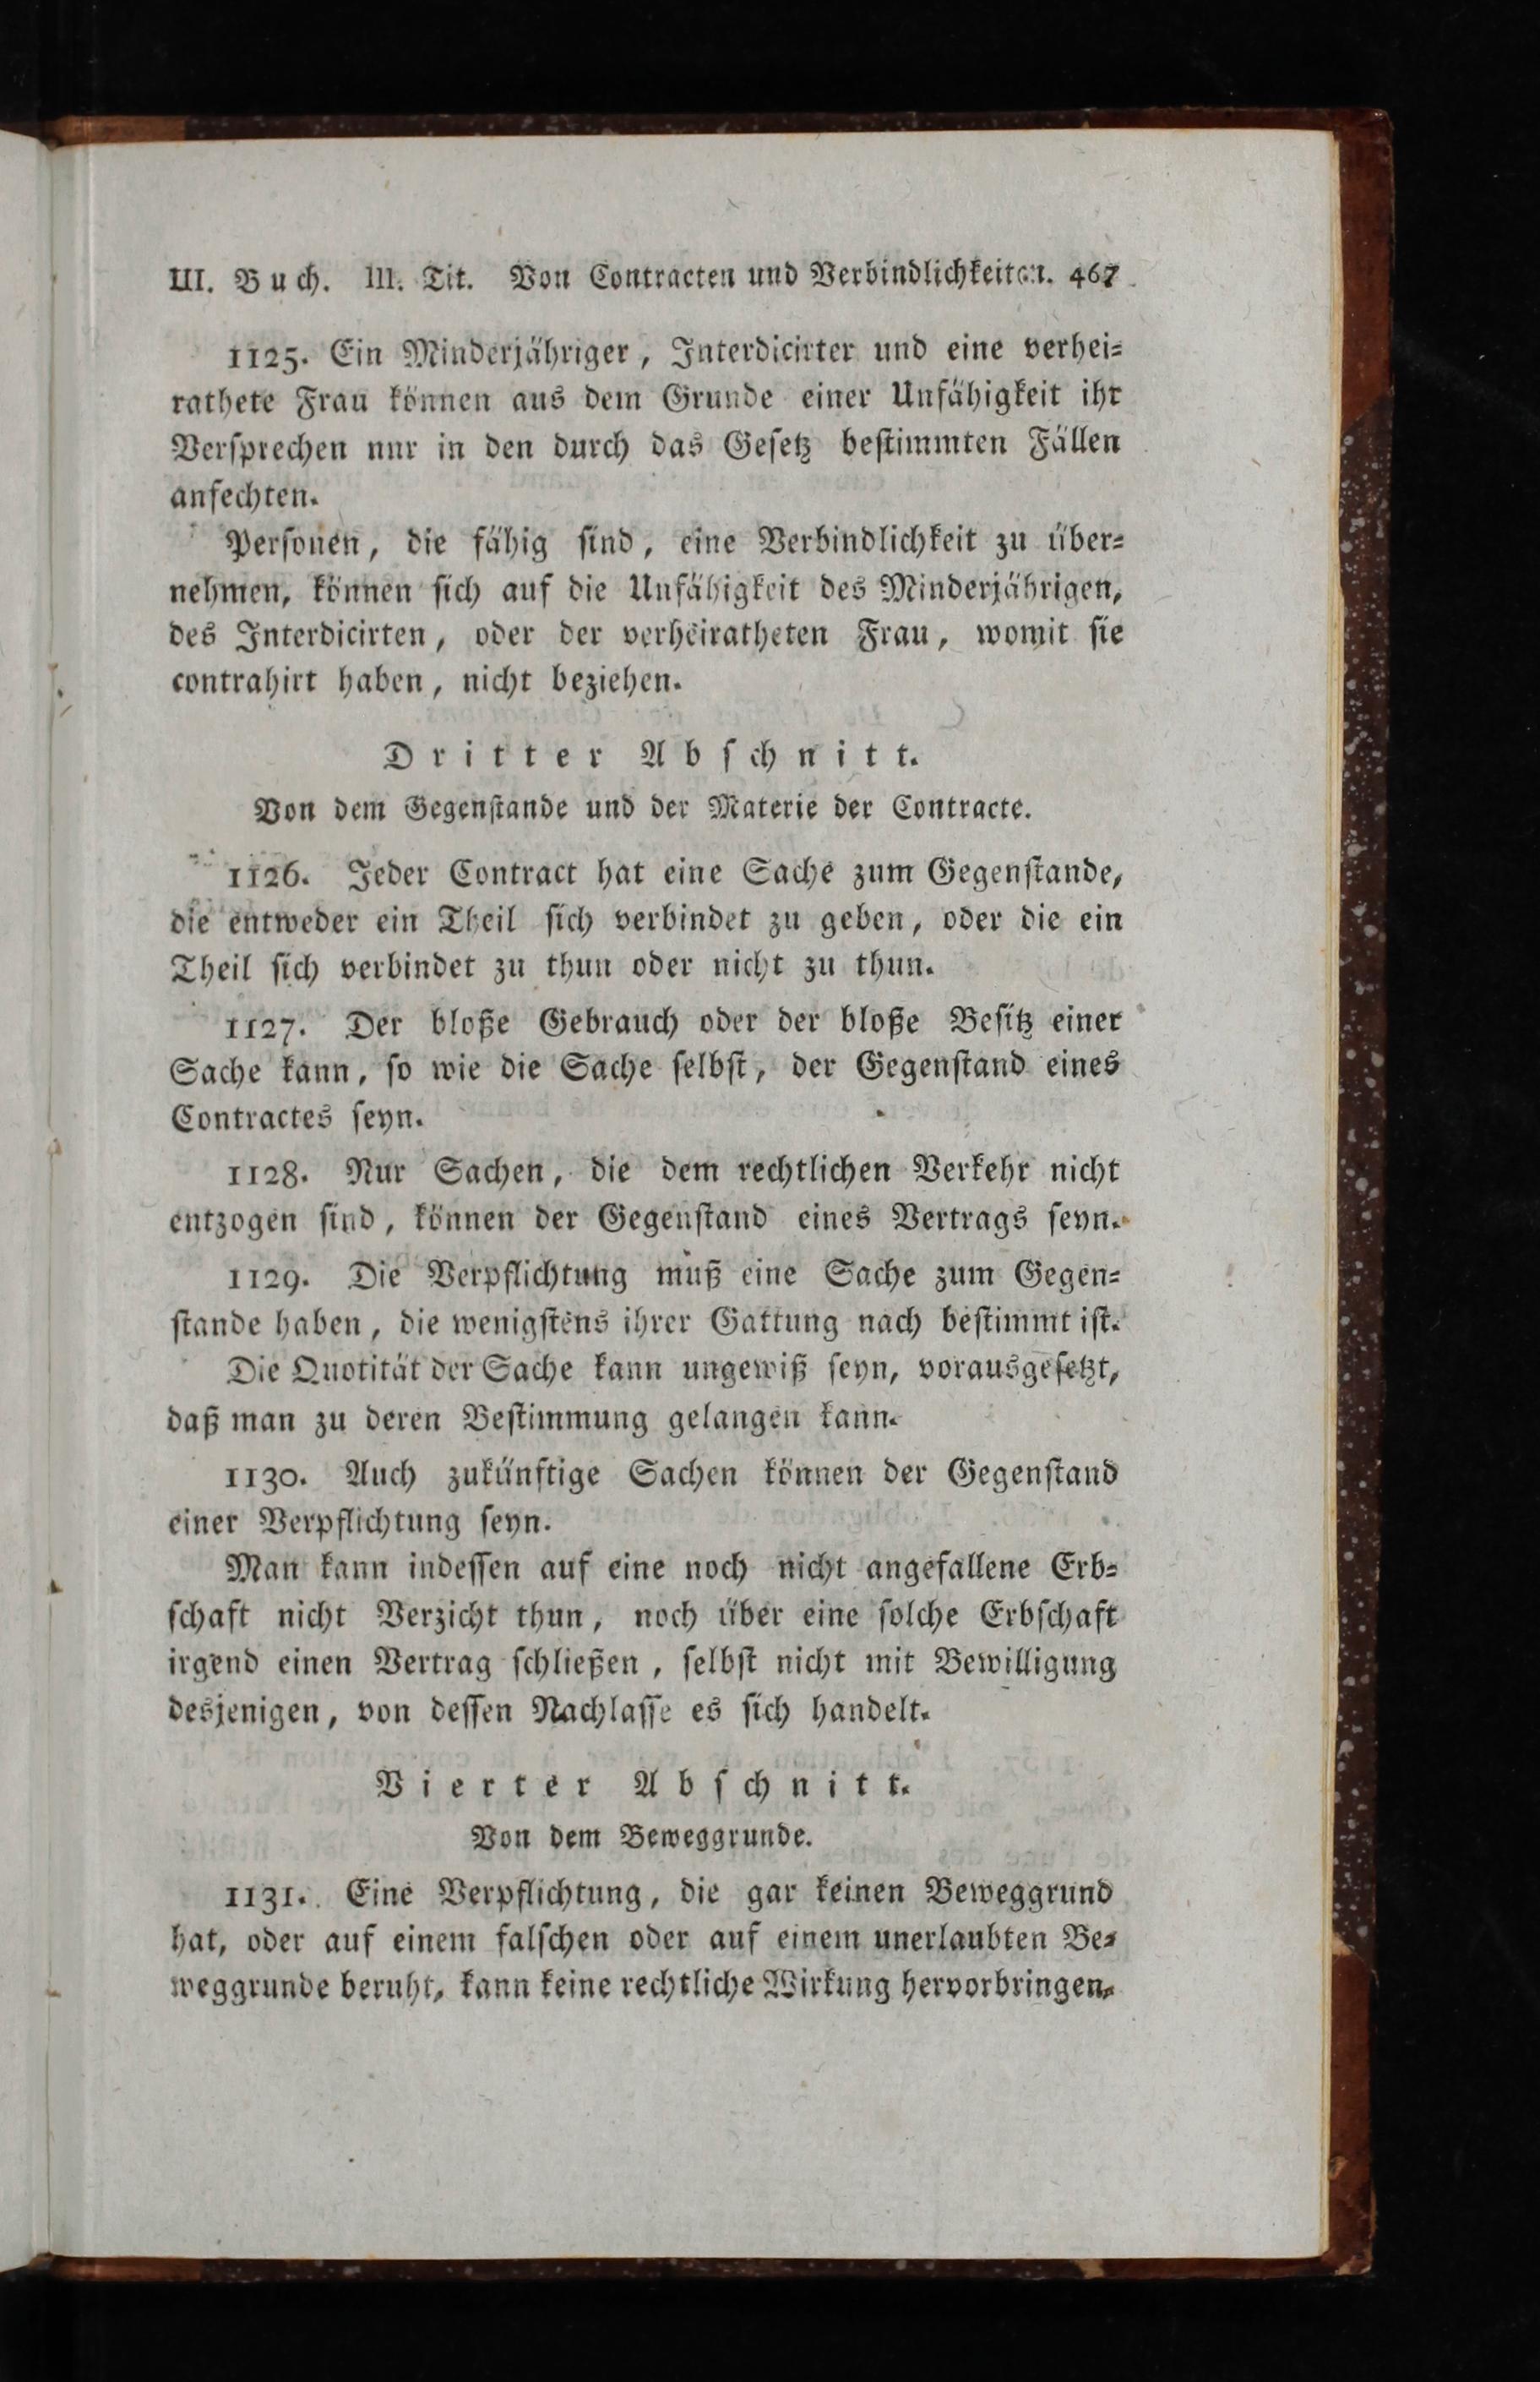 III. Buch. III. Tit. Von Contracten und Verbindlichkeiten. 467
1125. Ein Minderjähriger, Interdicirter und eine verhei=
rathete Frau können aus dem Grunde einer Unfähigkeit ihr
Versprechen nur in den durch das Gesetz bestimmten Fällen
anfechten.
Personen, die fähig sind, eine Verbindlichkeit zu über=
nehmen, können sich auf die Unfähigkeit des Minderjährigen,
des Interdicirten, oder der verheiratheten Frau, womit sie
contrahirt haben, nicht beziehen.
Dritter Abschnitt.
Von dem Gegenstande und der Materie der Contracte.
1126. Jeder Contract hat eine Sache zum Gegenstande,
die entweder ein Theil sich verbindet zu geben, oder die ein
Theil sich verbindet zu thun oder nicht zu thun.
1127. Der bloße Gebrauch oder der bloße Besitz einer
Sache kann, so wie die Sache selbst, der Gegenstand eines
Contractes seyn.
1128. Nur Sachen, die dem rechtlichen Verkehr nicht
entzogen sind, können der Gegenstand eines Vertrags seyn.
1129. Die Verpflichtung muß eine Sache zum Gegen=
stande haben, die wenigstens ihrer Gattung nach bestimmt ist.
Die Quotität der Sache kann ungewiß seyn, vorausgesetzt,
daß man zu deren Bestimmung gelangen kann.
1130. Auch zukünftige Sachen können der Gegenstand
einer Verpflichtung seyn.
Man kann indessen auf eine noch nicht angefallene Erb=
schaft nicht Verzicht thun, noch über eine solche Erbschaft
irgend einen Vertrag schließen, selbst nicht mit Bewilligung
desjenigen, von dessen Nachlasse es sich handelt.
Vierter Abschnitt.
Von dem Beweggrunde.
1131. Eine Verpflichtung, die gar keinen Beweggrund
hat, oder auf einem falschen oder auf einem unerlaubten Be=
weggrunde beruht, kann keine rechtliche Wirkung hervorbringen.